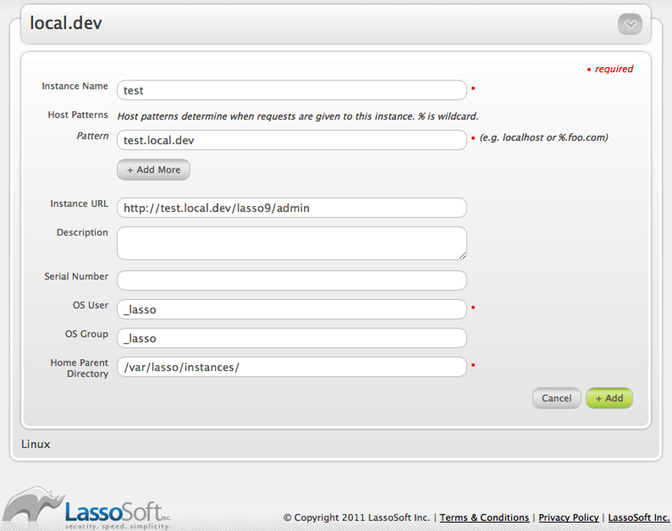 local.dev
• required
Instance Name
test
•
Host Patterns
Host patterns determine when requests are given to this instance. % is wildcard.
Pattern
test.local.dev
• (e.g. localhost or %.foo.com)
+ Add More
Instance URL
http://test.local.dev/lasso9/admin
Description
Serial Number
OS User
_lasso
•
OS Group
_lasso
Home Parent
Directory
/var/lasso/instances/
•
Cancel
+ Add
Linux
LassoSoft Inc.
security. speed. simplicity.
© Copyright 2011 LassoSoft Inc. | Terms & Conditions | Privacy Policy | LassoSoft, Inc.